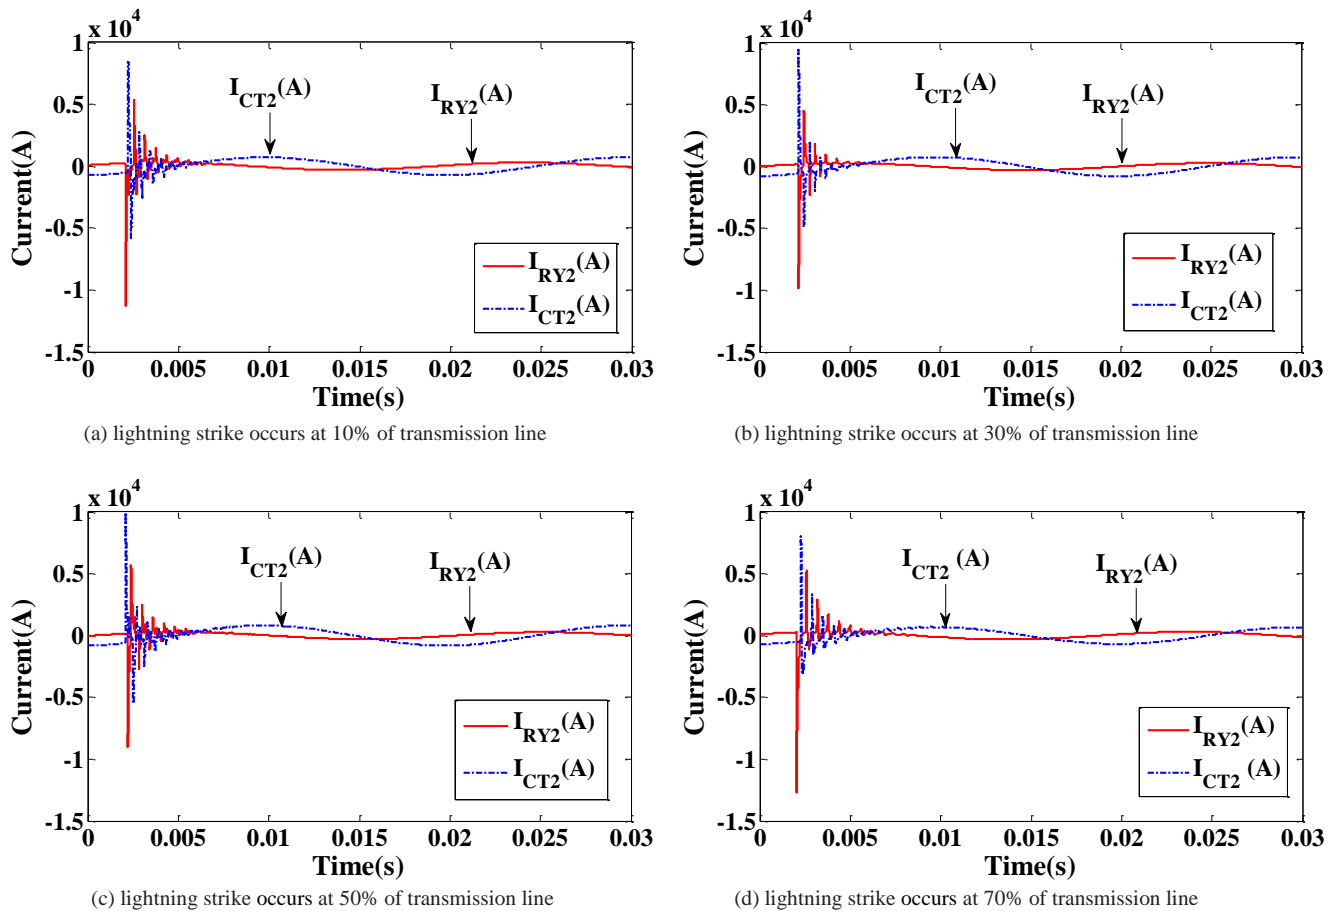 x 10^4
1
0.5
0
-0.5
-1
-1.5
Current(A)
I_CT2(A)
I_RY2(A)
I_RY2(A)
I_CT2(A)
0 0.005 0.01 0.015 0.02 0.025 0.03
Time(s)
(a) lightning strike occurs at 10% of transmission line
x 10^4
1
0.5
0
-0.5
-1
-1.5
Current(A)
I_CT2(A)
I_RY2(A)
I_RY2(A)
I_CT2(A)
0 0.005 0.01 0.015 0.02 0.025 0.03
Time(s)
(b) lightning strike occurs at 30% of transmission line
x 10^4
1
0.5
0
-0.5
-1
-1.5
Current(A)
I_CT2(A)
I_RY2(A)
I_RY2(A)
I_CT2(A)
0 0.005 0.01 0.015 0.02 0.025 0.03
Time(s)
(c) lightning strike occurs at 50% of transmission line
x 10^4
1
0.5
0
-0.5
-1
-1.5
Current(A)
I_CT2 (A)
I_RY2(A)
I_RY2(A)
I_CT2 (A)
0 0.005 0.01 0.015 0.02 0.025 0.03
Time(s)
(d) lightning strike occurs at 70% of transmission line